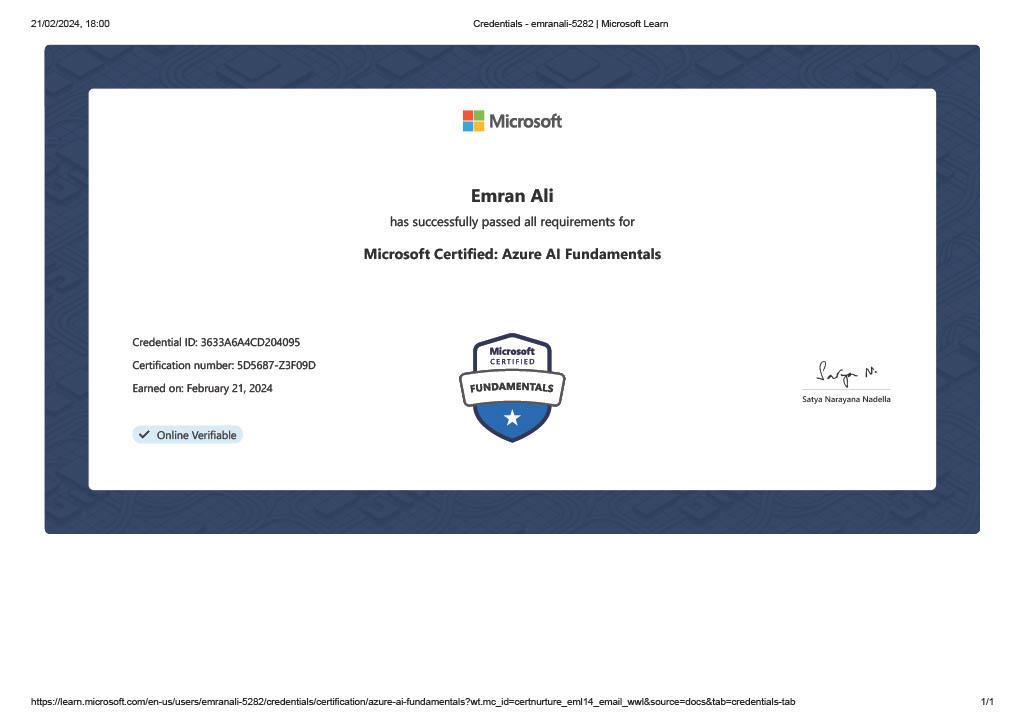 21/02/2024, 18:00
Credentials - emranali-5282 | Microsoft Learn
Microsoft
Emran Ali
has successfully passed all requirements for
Microsoft Certified: Azure AI Fundamentals
Credential ID: 3633A6A4CD204095
Certification number: 5D5687-Z3F09D
Earned on: February 21, 2024
Online Verifiable
Microsoft
CERTIFIED
FUNDAMENTALS
Satya N.
Satya Narayana Nadella
https://learn.microsoft.com/en-us/users/emranali-5282/credentials/certification/azure-ai-fundamentals?wt.mc_id=certnurture_eml14_email_wwl&source=docs&tab=credentials-tab
1/1